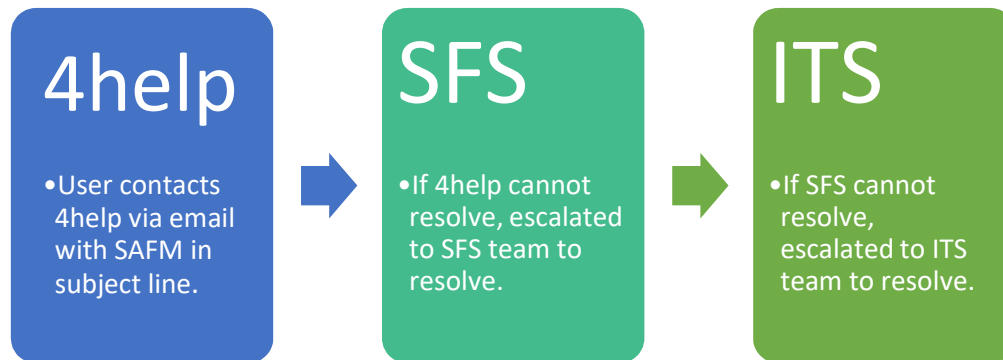 4help
•User contacts
4help via email
with SAFM in
subject line.
SFS
•If 4help cannot
resolve, escalated
to SFS team to
resolve.
ITS
•If SFS cannot
resolve,
escalated to ITS
team to resolve.